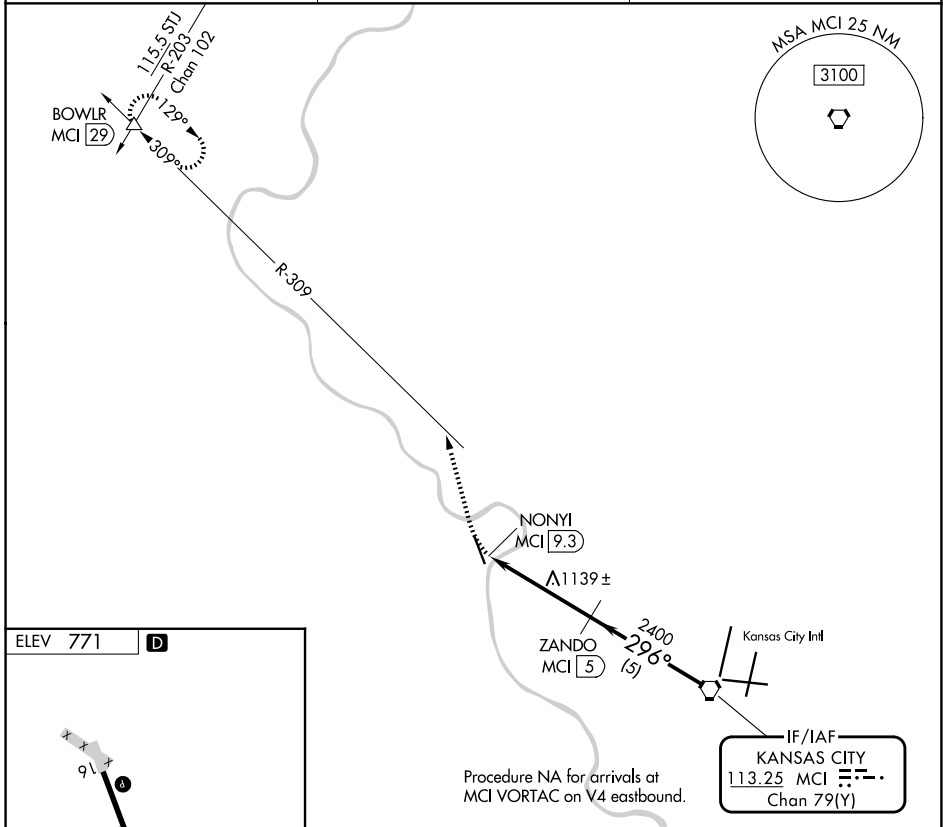 115.5 STJ
R-203
Chan 102
BOWLR
MCI 29
129°
309°
MSA MCI 25 NM
3100
R-309
NONYI
MCI 9.3
1139 ±
ZANDO
MCI 5
2400
296°
(5)
Kansas City Intl
IF/IAF
KANSAS CITY
113.25 MCI
Chan 79(Y)
Procedure NA for arrivals at
MCI VORTAC on V4 eastbound.
ELEV 771 D
X X X
16
P